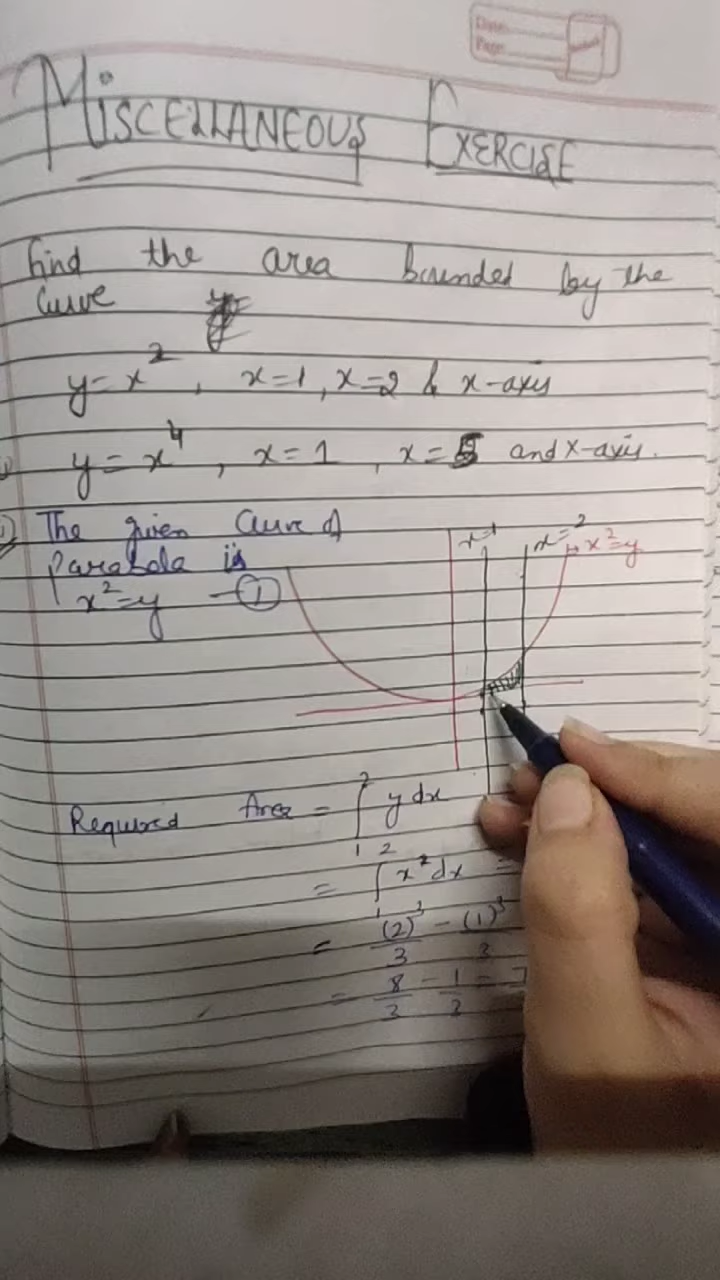 Date:
Page:
MISCELLANEOUS EXERCISE
Find the area bounded by the
Curve
y=x², x=1, x=2 & x-axis
y = x⁴, x = 1, x = 5 and X-axis.
The given Curve of
parabola is
x²=y — ①
x=1
x=2
x²=y
Required Area = ∫₁² y dx
= ∫₁² x² dx =
= (2)³/3 - (1)³/3
= 8/3 - 1/3 = 7